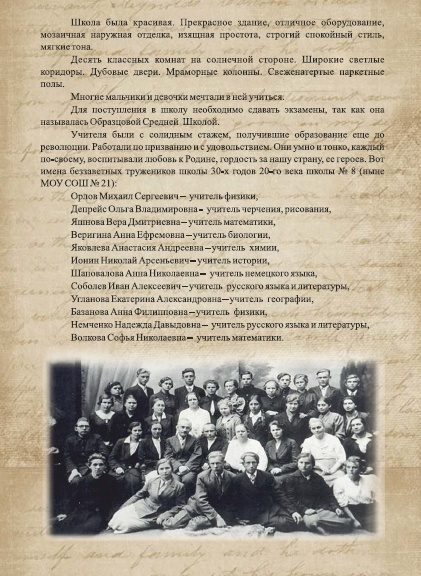 Школа была красивая. Прекрасное здание, отличное оборудование,
мозаичная наружная отделка, изящная простота, строгий спокойный стиль,
мягкие тона.
Десять классных комнат на солнечной стороне. Широкие светлые
коридоры. Дубовые двери. Мраморные колонны. Свеженатертые паркетные
полы.
Многие мальчики и девочки мечтали в ней учиться.
Для поступления в школу необходимо сдавать экзамены, так как она
называлась Образцовой Средней Школой.
Учителя были с солидным стажем, получившие образование еще до
революции. Работали по призванию и с удовольствием. Они умно и тонко, каждый
по-своему, воспитывали любовь к Родине, гордость за нашу страну, ее героев. Вот
имена беззаветных тружеников школы 30-х годов 20-го века школы № 8 (ныне
МОУ СОШ № 21):
Орлов Михаил Сергеевич – учитель физики,
Депрейс Ольга Владимировна – учитель черчения, рисования,
Яшнова Вера Дмитриевна – учитель математики,
Веригина Анна Ефремовна – учитель биологии,
Яковлева Анастасия Андреевна – учитель химии,
Ионин Николай Арсеньевич – учитель истории,
Шаповалова Анна Николаевна – учитель немецкого языка,
Соболев Иван Алексеевич – учитель русского языка и литературы,
Угланова Екатерина Александровна – учитель географии,
Базанова Анна Филипповна – учитель физики,
Немченко Надежда Давыдовна – учитель русского языка и литературы,
Волкова Софья Николаевна – учитель математики.